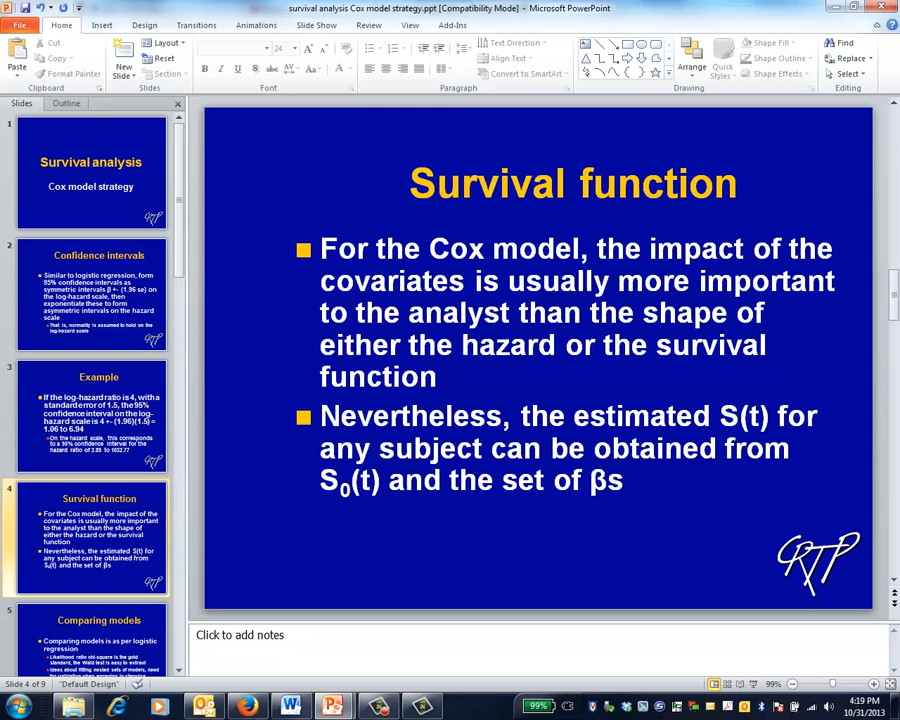 survival analysis Cox model strategy.ppt [Compatibility Mode] - Microsoft PowerPoint
File Home Insert Design Transitions Animations Slide Show Review View Add-Ins
Paste
Cut
Copy
Format Painter
Clipboard
New
Slide
Layout
Reset
Section
Slides
24
B I U S abc AV Aa A
Font
Text Direction
Align Text
Convert to SmartArt
Paragraph
Arrange
Quick
Styles
Shape Fill
Shape Outline
Shape Effects
Drawing
Find
Replace
Select
Editing
Slides Outline
1
Survival analysis
Cox model strategy
CRTP
2
Confidence intervals
Similar to logistic regression, form
95% confidence intervals as
symmetric intervals β +- (1.96 se) on
the log-hazard scale, then
exponentiate these to form
asymmetric intervals on the hazard
scale
That is, normality is assumed to hold on the
log-hazard scale
CRTP
3
Example
If the log-hazard ratio is 4, with a
standard error of 1.5, the 95%
confidence interval on the log-
hazard scale is 4 +- (1.96)(1.5) =
1.06 to 6.94
On the hazard scale, this corresponds
to a 95% confidence interval for the
hazard ratio of 2.89 to 1032.77
CRTP
4
Survival function
For the Cox model, the impact of the
covariates is usually more important
to the analyst than the shape of
either the hazard or the survival
function
Nevertheless, the estimated S(t) for
any subject can be obtained from
S₀(t) and the set of βs
CRTP
5
Comparing models
Comparing models is as per logistic
regression
Likelihood ratio chi-square is the gold
standard, the Wald test is easy to extract
Ideas about fitting nested sets of models, need
Survival function
For the Cox model, the impact of the
covariates is usually more important
to the analyst than the shape of
either the hazard or the survival
function
Nevertheless, the estimated S(t) for
any subject can be obtained from
S₀(t) and the set of βs
CRTP
Click to add notes
Slide 4 of 9 "Default Design" 99%
99%
4:19 PM
10/31/2013